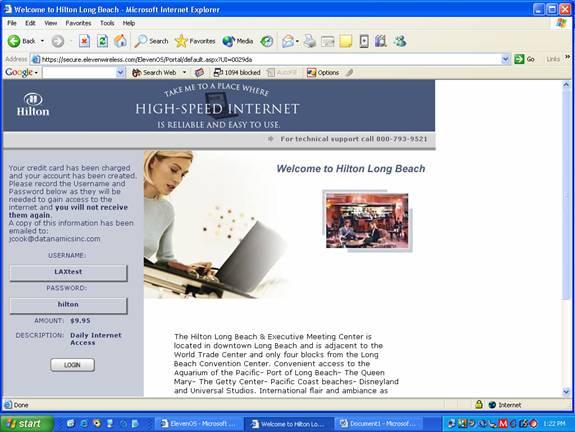 Welcome to Hilton Long Beach - Microsoft Internet Explorer
File Edit View Favorites Tools Help
Back Search Favorites Media
Address https://secure.elevenwireless.com/ElevenOS/Portal/default.aspx?UI=0029da Go Links »
Google Search Web 1094 blocked AutoFill Options
Hilton
TAKE ME TO A PLACE WHERE
HIGH-SPEED INTERNET
IS RELIABLE AND EASY TO USE.
For technical support call 800-793-9521
Your credit card has been charged
and your account has been created.
Please record the Username and
Password below as they will be
needed to gain access to the
internet and you will not receive
them again.
A copy of this information has been
emailed to:
jcook@datanamicsinc.com
USERNAME:
LAXtest
PASSWORD:
hilton
AMOUNT: $9.95
DESCRIPTION: Daily Internet
Access
LOGIN
Welcome to Hilton Long Beach
The Hilton Long Beach & Executive Meeting Center is
located in downtown Long Beach and is adjacent to the
World Trade Center and only four blocks from the Long
Beach Convention Center. Convenient access to the
Aquarium of the Pacific~ Port of Long Beach~ The Queen
Mary~ The Getty Center~ Pacific Coast beaches~ Disneyland
and Universal Studios. International flair and ambiance as
Done Internet
start ElevenOS - Microsoft ... Welcome to Hilton Lon... Document1 - Microsof... 1:22 PM